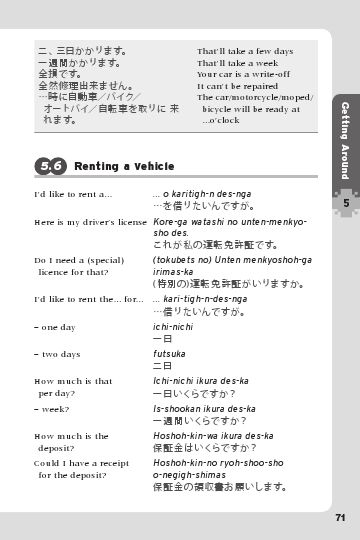 二、三日かかります。 That'll take a few days
一週間かかります。 That'll take a week
全損です。 Your car is a write-off
全然修理出来ません。 It can't be repaired
…時に自動車／バイク／ The car/motorcycle/moped/
オートバイ／自転車を取りに 来 bicycle will be ready at
れます。 ...o'clock
5.6 Renting a vehicle
I'd like to rent a... ... o karitigh-n des-nga
…を借りたいんですが。
Here is my driver's license Kore-ga watashi no unten-menkyo-
sho des.
これが私の運転免許証です。
Do I need a (special) (tokubets no) Unten menkyoshoh-ga
licence for that? irimas-ka
(特別の)運転免許証がいりますか。
I'd like to rent the... for... ... kari-tigh-n-des-nga
…借りたいんですが。
– one day ichi-nichi
一日
– two days futsuka
二日
How much is that Ichi-nichi ikura des-ka
per day? 一日いくらですか？
– week? Is-shookan ikura des-ka
一週間いくらですか？
How much is the Hoshoh-kin-wa ikura des-ka
deposit? 保証金はいくらですか？
Could I have a receipt Hoshoh-kin-no ryoh-shoo-sho
for the deposit? o-negigh-shimas
保証金の領収書お願いします。
Getting Around
5
71